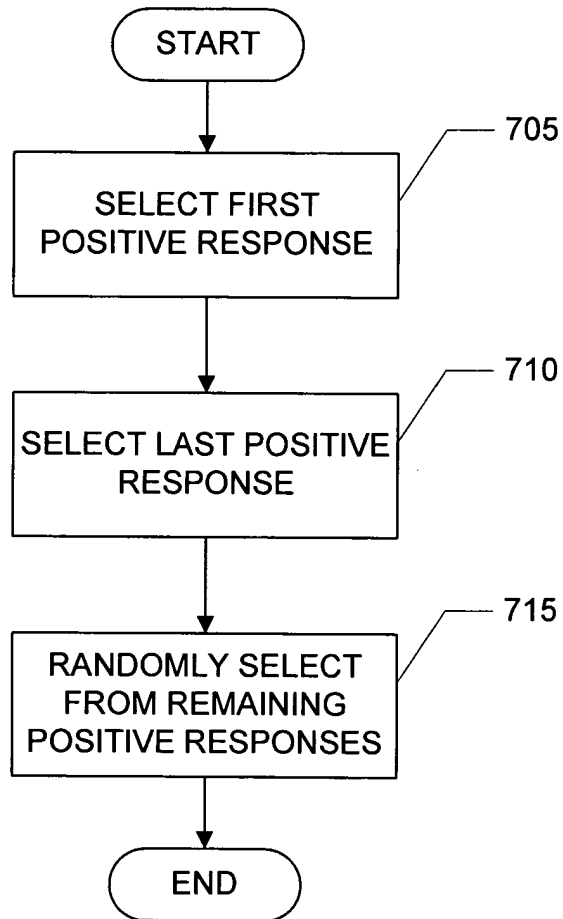 START
705
SELECT FIRST
POSITIVE RESPONSE
710
SELECT LAST POSITIVE
RESPONSE
715
RANDOMLY SELECT
FROM REMAINING
POSITIVE RESPONSES
END